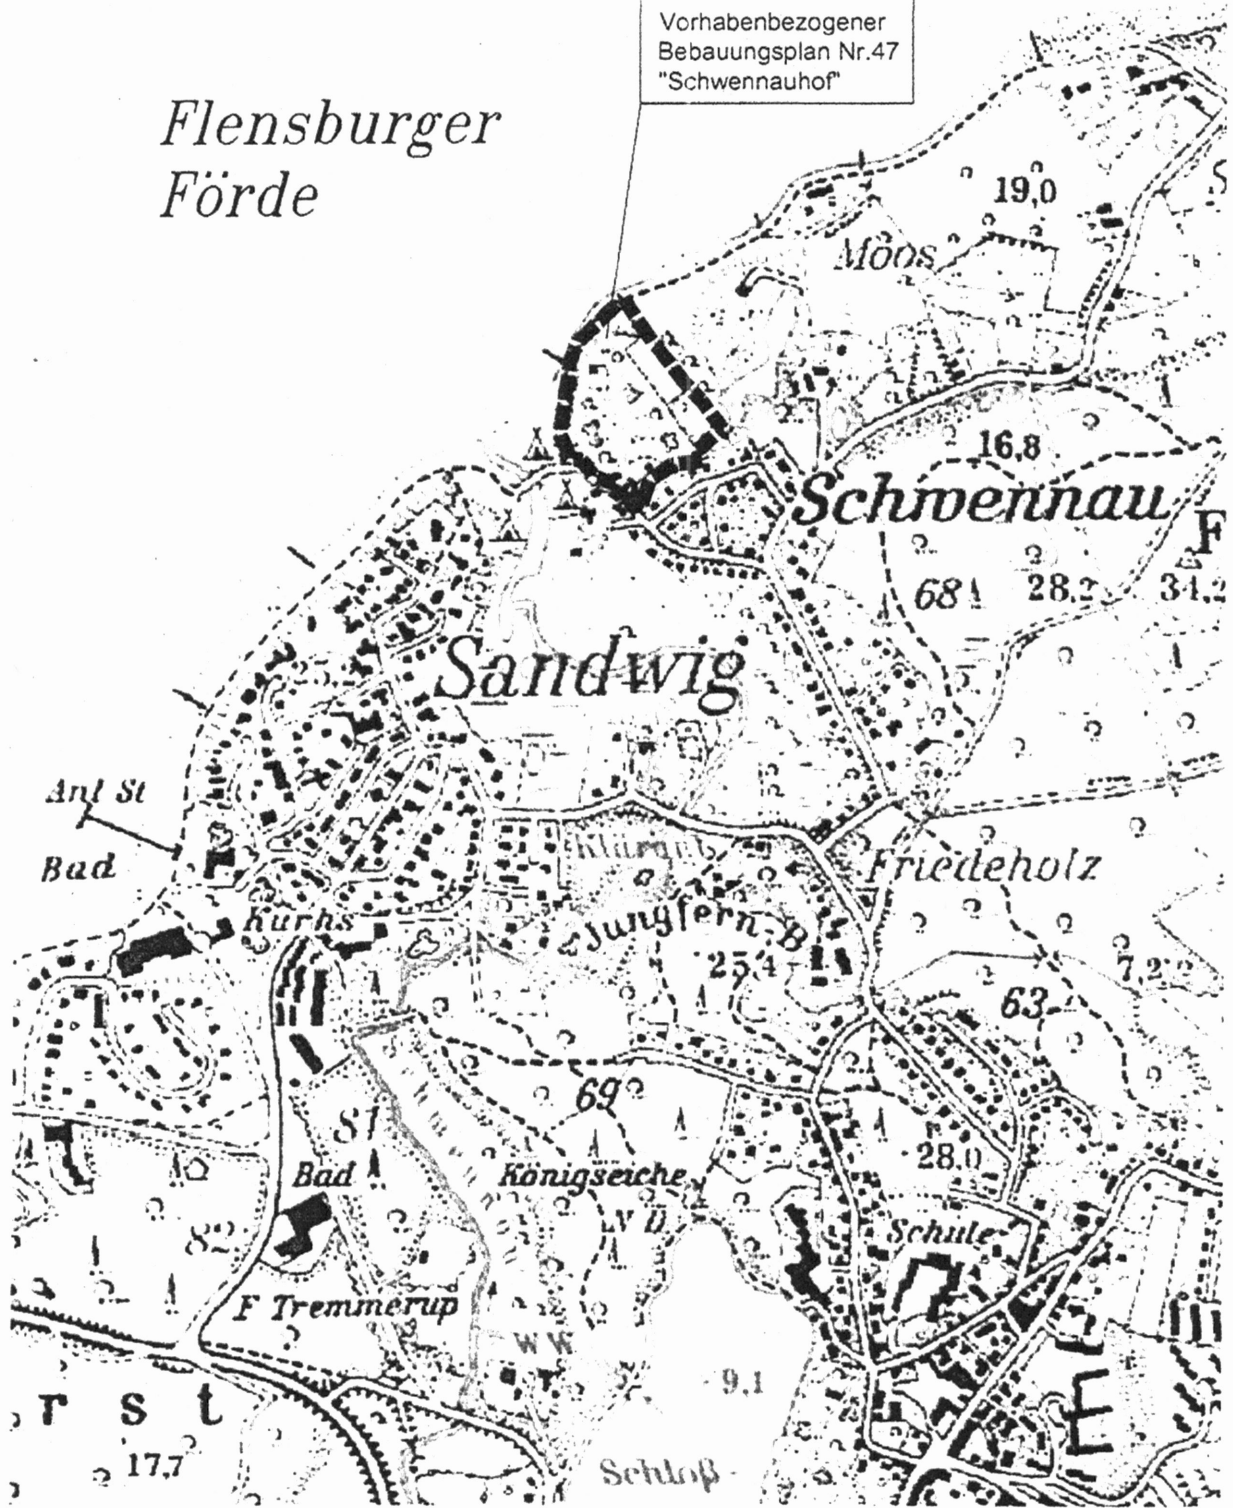 Vorhabenbezogener
Bebauungsplan Nr.47
"Schwennauhof"
Flensburger
Förde
19,0
Moos
16,8
Schwennau
F
68
28,2
34,2
25,
Sandwig
Anl St
Bad
Klärgrb
Friedeholz
Kurhs
Jungfern-B
25,4
7,2
63
69
81
28,0
Bad
Königseiche
N D
Schule
82
F Tremmerup
W W
9,1
E
r s t
17,7
Schloß